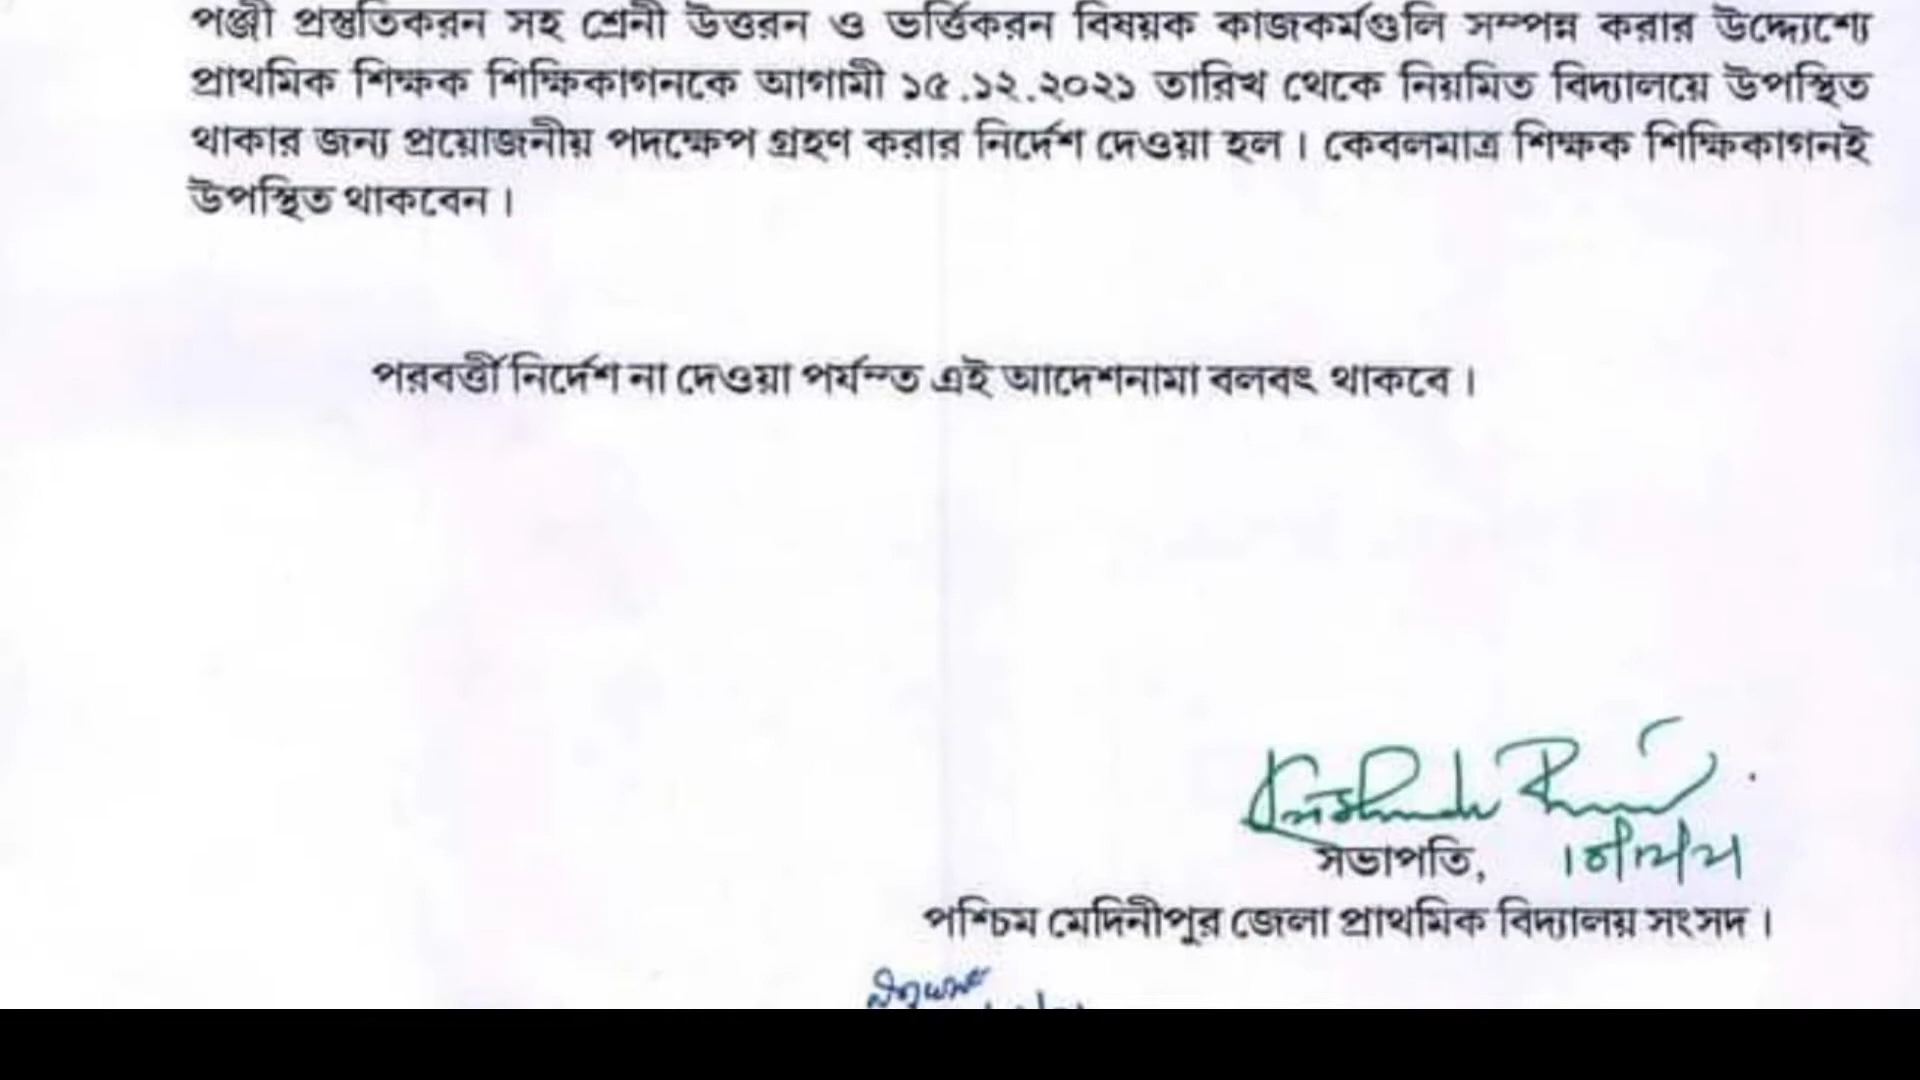 পঞ্জী প্রস্তুতিকরন সহ শ্রেনী উত্তরন ও ভর্ত্তিকরন বিষয়ক কাজকর্মগুলি সম্পন্ন করার উদ্দ্যেশ্যে
প্রাথমিক শিক্ষক শিক্ষিকাগনকে আগামী ১৫.১২.২০২১ তারিখ থেকে নিয়মিত বিদ্যালয়ে উপস্থিত
থাকার জন্য প্রয়োজনীয় পদক্ষেপ গ্রহণ করার নির্দেশ দেওয়া হল। কেবলমাত্র শিক্ষক শিক্ষিকাগনই
উপস্থিত থাকবেন।
পরবর্ত্তী নির্দেশ না দেওয়া পর্যন্ত এই আদেশনামা বলবৎ থাকবে।
সভাপতি,
পশ্চিম মেদিনীপুর জেলা প্রাথমিক বিদ্যালয় সংসদ।